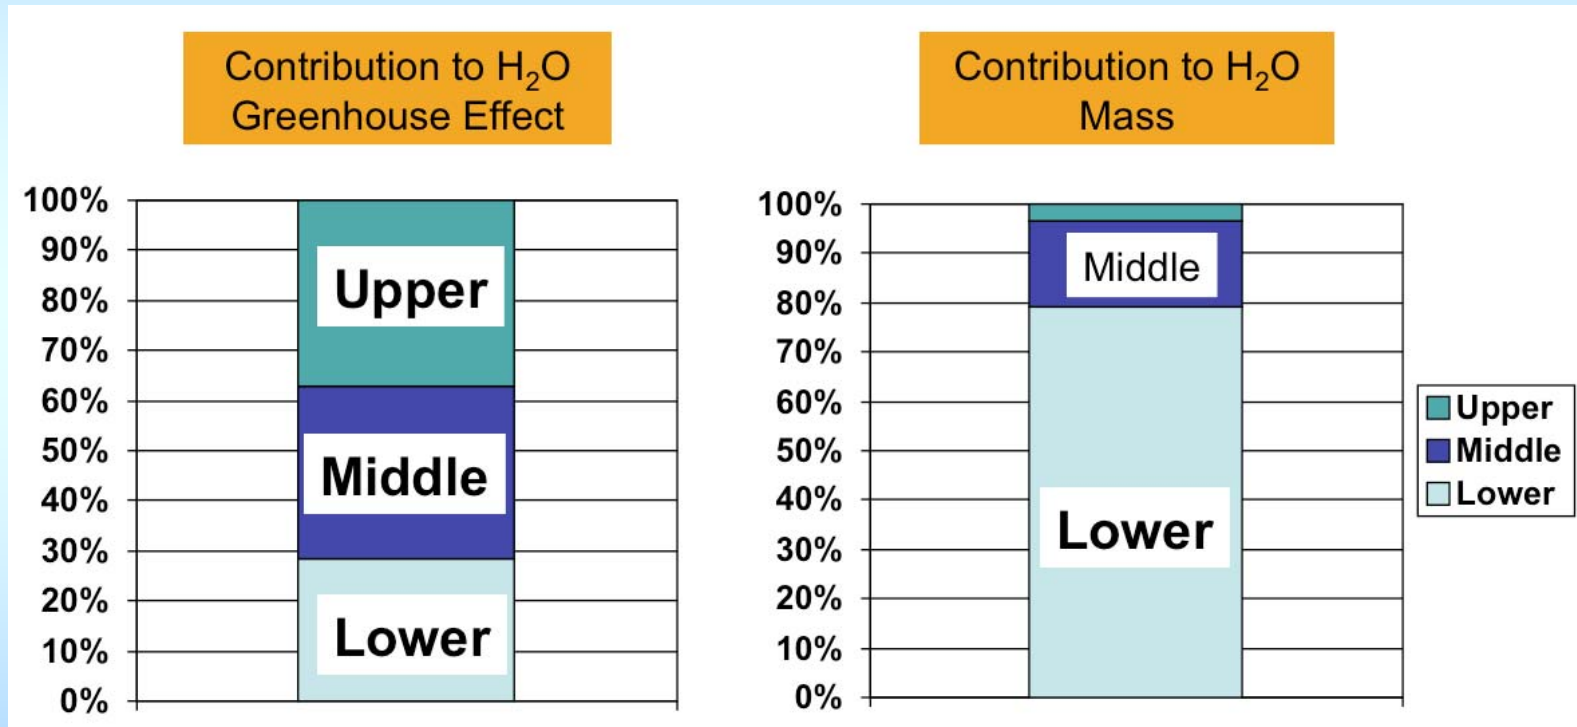 Contribution to H₂O
Greenhouse Effect
100%
90%
80%
70%
60%
50%
40%
30%
20%
10%
0%
Upper
Middle
Lower
Contribution to H₂O
Mass
100%
90%
80%
70%
60%
50%
40%
30%
20%
10%
0%
Middle
Lower
Upper
Middle
Lower